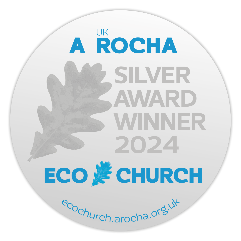 UK
A ROCHA
SILVER
AWARD
WINNER
2024
ECO CHURCH
ecochurch.arocha.org.uk